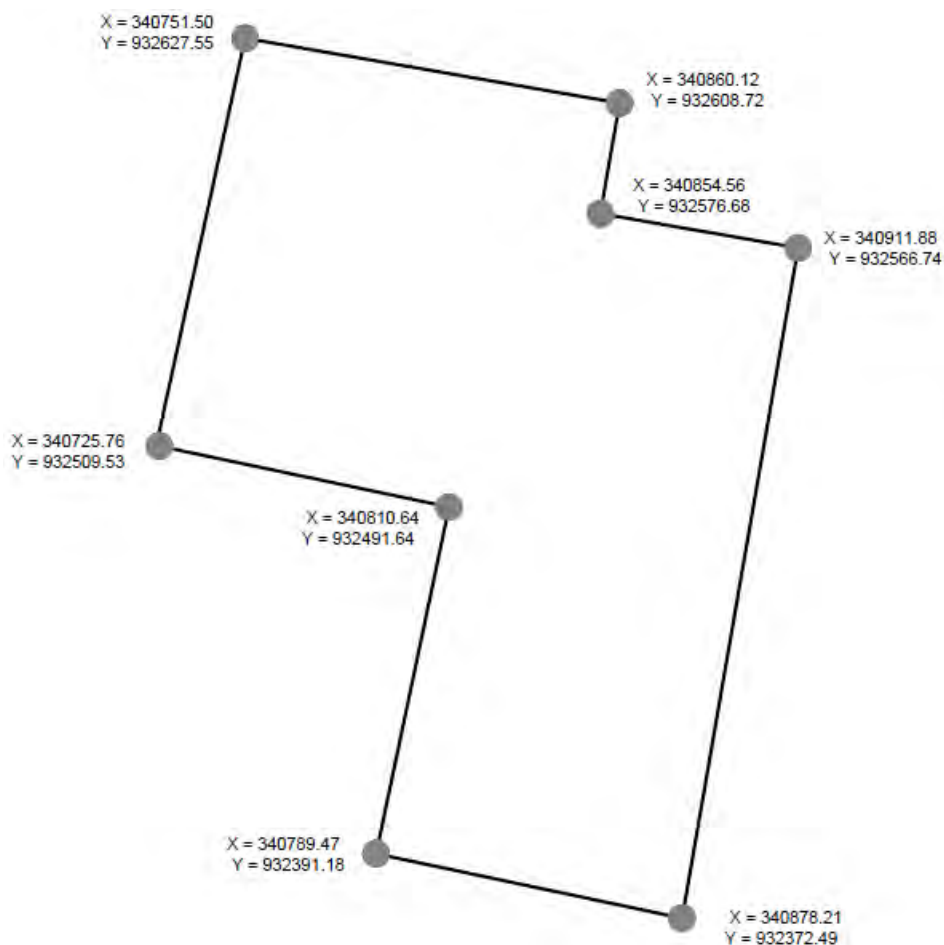 X = 340751.50
Y = 932627.55
X = 340860.12
Y = 932608.72
X = 340854.56
Y = 932576.68
X = 340911.88
Y = 932566.74
X = 340725.76
Y = 932509.53
X = 340810.64
Y = 932491.64
X = 340789.47
Y = 932391.18
X = 340878.21
Y = 932372.49